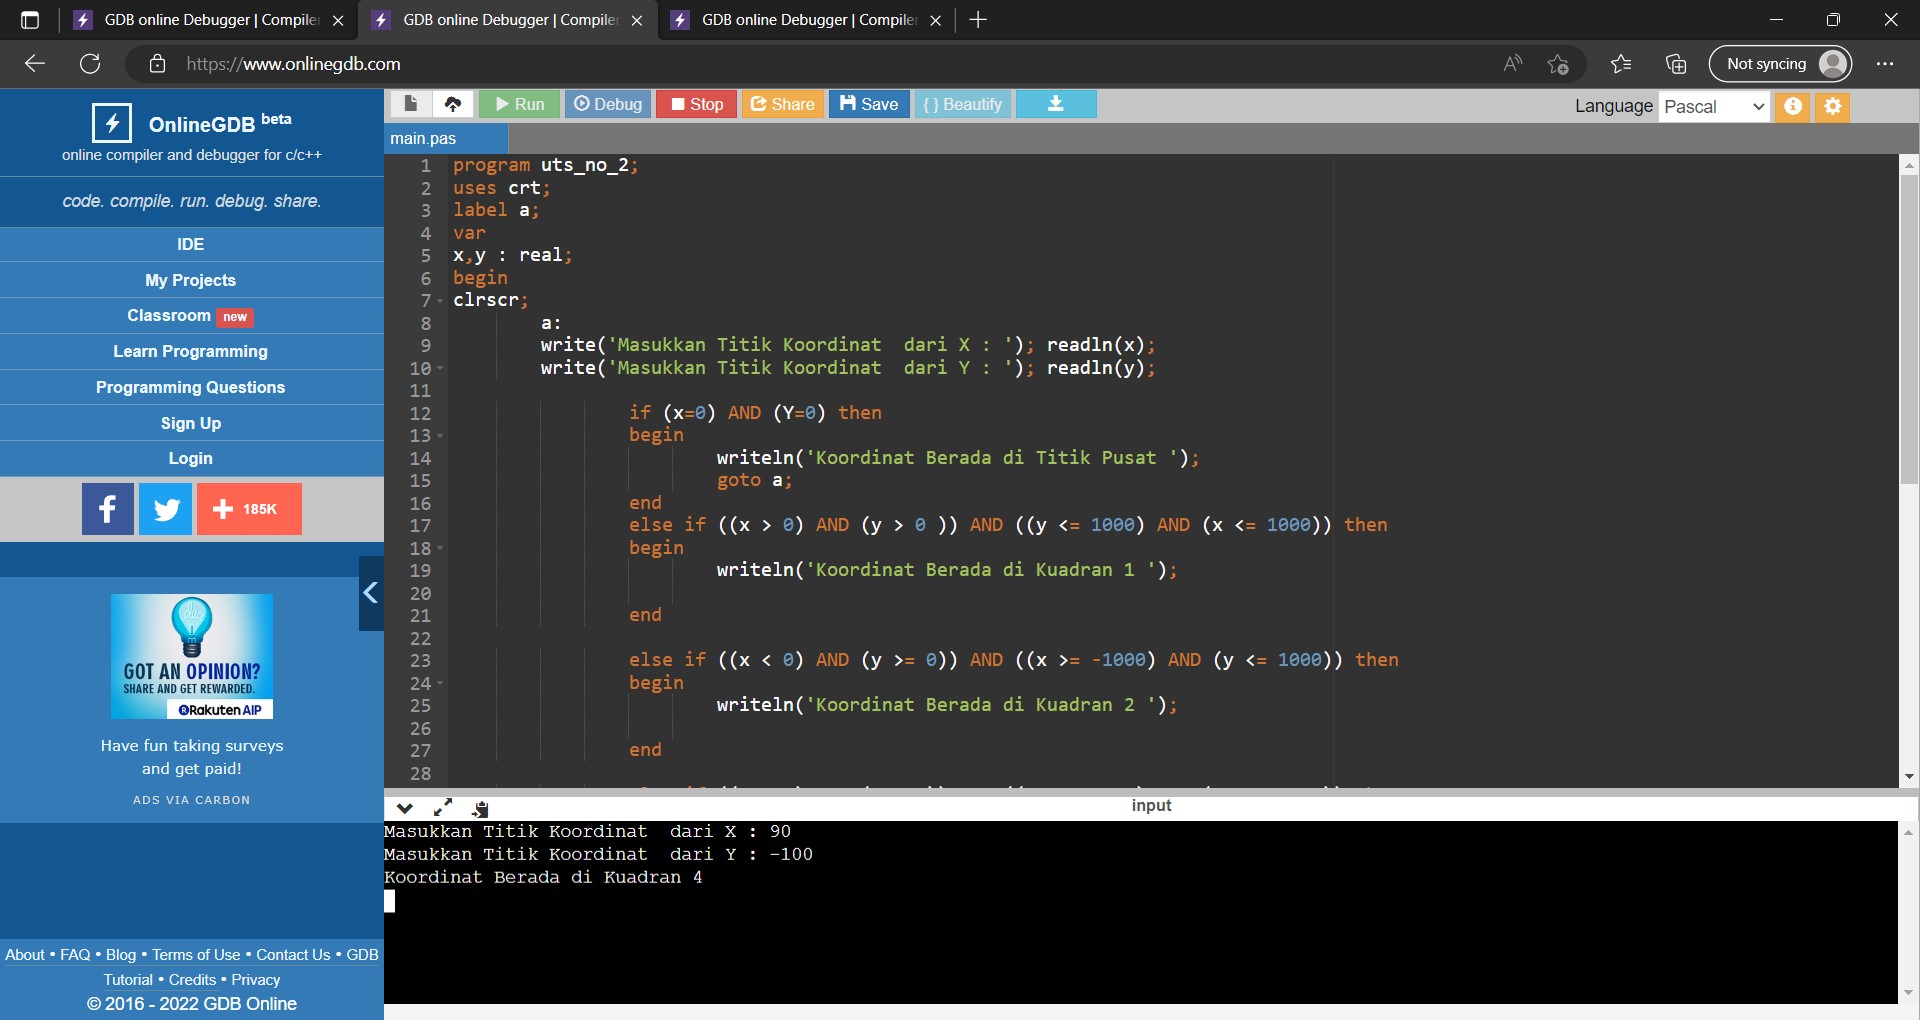 GDB online Debugger | Compiler
GDB online Debugger | Compiler
GDB online Debugger | Compiler
https://www.onlinegdb.com
Not syncing
OnlineGDB beta
online compiler and debugger for c/c++
code. compile. run. debug. share.
IDE
My Projects
Classroom new
Learn Programming
Programming Questions
Sign Up
Login
f
+ 185K
GOT AN OPINION?
SHARE AND GET REWARDED.
Rakuten AIP
Have fun taking surveys
and get paid!
ADS VIA CARBON
About • FAQ • Blog • Terms of Use • Contact Us • GDB
Tutorial • Credits • Privacy
© 2016 - 2022 GDB Online
Run Debug Stop Share Save {} Beautify
Language Pascal
main.pas
1 program uts_no_2;
2 uses crt;
3 label a;
4 var
5 x,y : real;
6 begin
7 clrscr;
8 a:
9 write('Masukkan Titik Koordinat  dari X : '); readln(x);
10 write('Masukkan Titik Koordinat  dari Y : '); readln(y);
11
12 if (x=0) AND (Y=0) then
13 begin
14 writeln('Koordinat Berada di Titik Pusat ');
15 goto a;
16 end
17 else if ((x > 0) AND (y > 0 )) AND ((y <= 1000) AND (x <= 1000)) then
18 begin
19 writeln('Koordinat Berada di Kuadran 1 ');
20
21 end
22
23 else if ((x < 0) AND (y >= 0)) AND ((x >= -1000) AND (y <= 1000)) then
24 begin
25 writeln('Koordinat Berada di Kuadran 2 ');
26
27 end
28
input
Masukkan Titik Koordinat  dari X : 90
Masukkan Titik Koordinat  dari Y : -100
Koordinat Berada di Kuadran 4